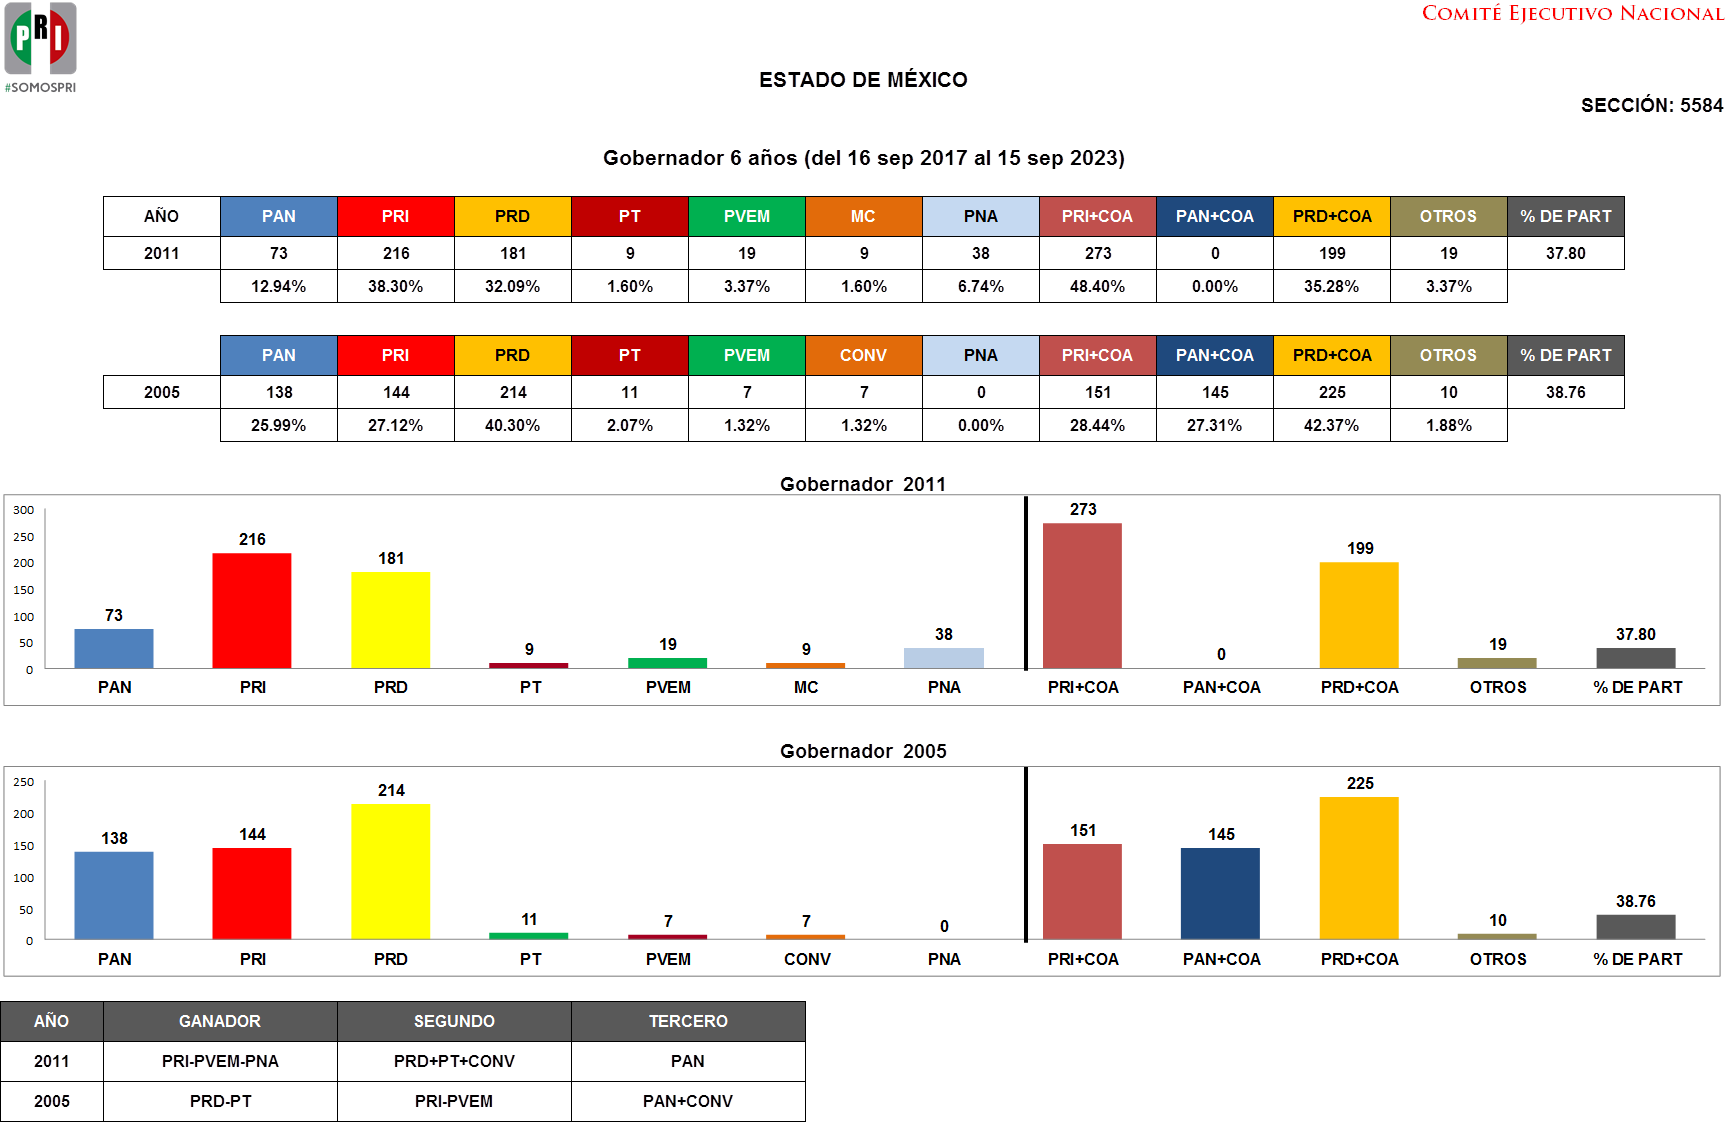 PRI
#SOMOSPRI
COMITÉ EJECUTIVO NACIONAL
ESTADO DE MÉXICO
SECCIÓN: 5584
Gobernador 6 años (del 16 sep 2017 al 15 sep 2023)
AÑO PAN PRI PRD PT PVEM MC PNA PRI+COA PAN+COA PRD+COA OTROS % DE PART
2011 73 216 181 9 19 9 38 273 0 199 19 37.80
12.94% 38.30% 32.09% 1.60% 3.37% 1.60% 6.74% 48.40% 0.00% 35.28% 3.37%
PAN PRI PRD PT PVEM CONV PNA PRI+COA PAN+COA PRD+COA OTROS % DE PART
2005 138 144 214 11 7 7 0 151 145 225 10 38.76
25.99% 27.12% 40.30% 2.07% 1.32% 1.32% 0.00% 28.44% 27.31% 42.37% 1.88%
Gobernador 2011
300
250
200
150
100
50
0
73 216 181 9 19 9 38 273 0 199 19 37.80
PAN PRI PRD PT PVEM MC PNA PRI+COA PAN+COA PRD+COA OTROS % DE PART
Gobernador 2005
250
200
150
100
50
0
138 144 214 11 7 7 0 151 145 225 10 38.76
PAN PRI PRD PT PVEM CONV PNA PRI+COA PAN+COA PRD+COA OTROS % DE PART
AÑO GANADOR SEGUNDO TERCERO
2011 PRI-PVEM-PNA PRD+PT+CONV PAN
2005 PRD-PT PRI-PVEM PAN+CONV